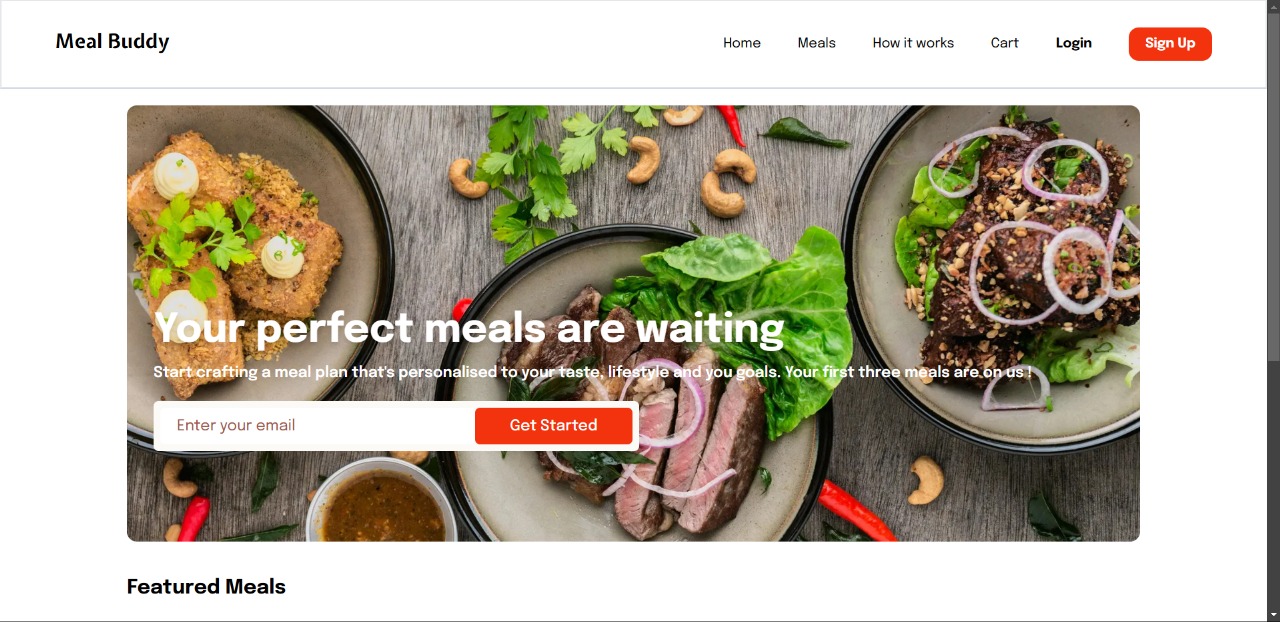 Meal Buddy
Home Meals How it works Cart Login Sign Up
Your perfect meals are waiting
Start crafting a meal plan that's personalised to your taste, lifestyle and you goals. Your first three meals are on us !
Enter your email Get Started
Featured Meals